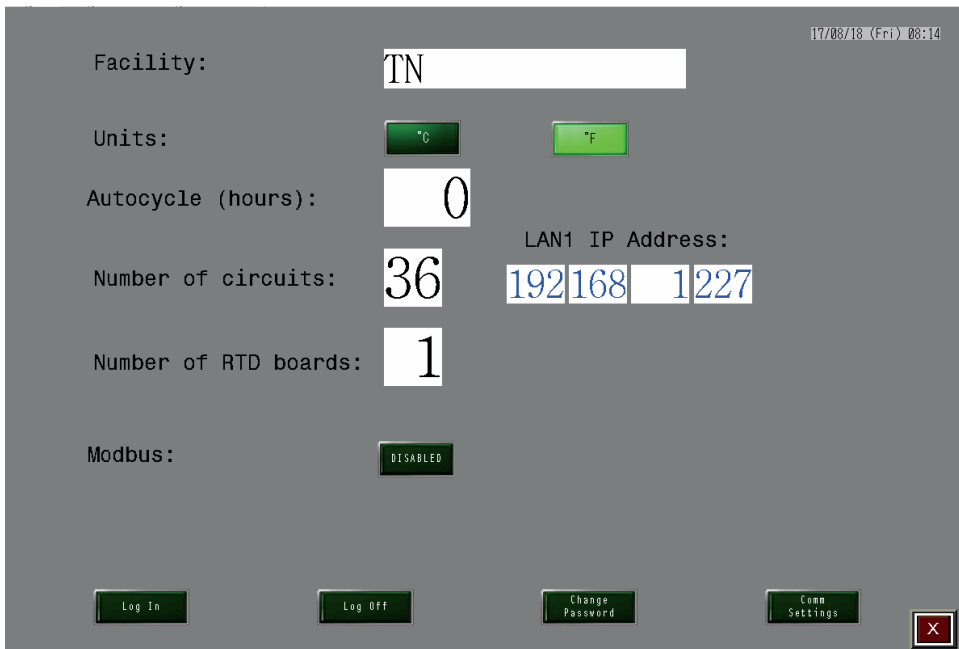 17/08/18 (Fri) 08:14
Facility:
TN
Units:
°C
°F
Autocycle (hours):
0
LAN1 IP Address:
Number of circuits:
36
192 168 1 227
Number of RTD boards:
1
Modbus:
DISABLED
Log In
Log Off
Change
Password
Comm
Settings
X